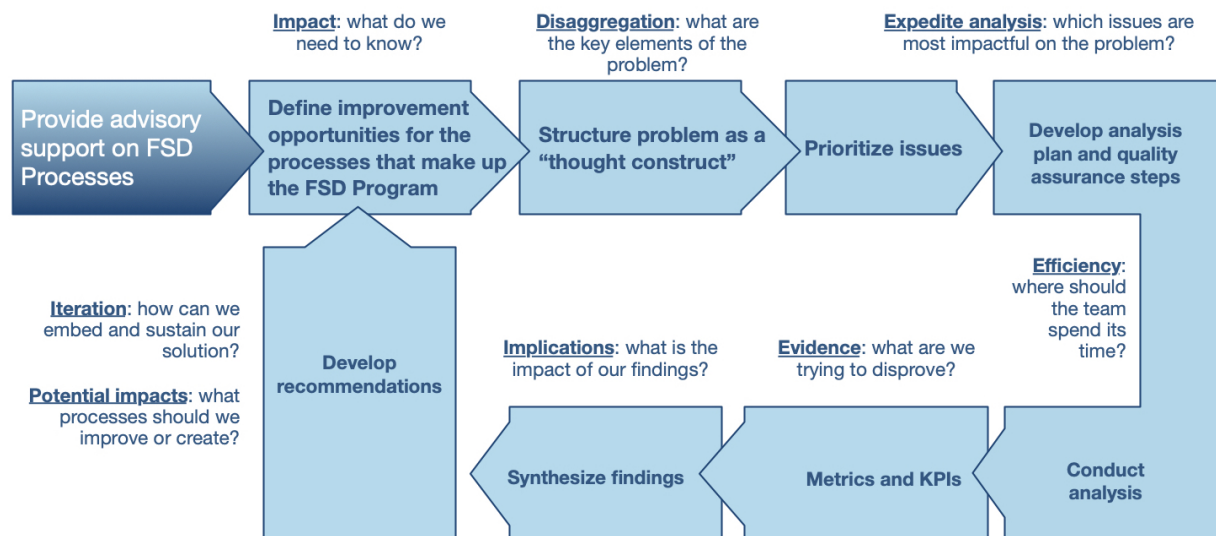 Impact: what do we
need to know?
Disaggregation: what are
the key elements of the
problem?
Expedite analysis: which issues are
most impactful on the problem?
Provide advisory
support on FSD
Processes
Define improvement
opportunities for the
processes that make up
the FSD Program
Structure problem as a
“thought construct”
Prioritize issues
Develop analysis
plan and quality
assurance steps
Efficiency:
where should
the team
spend its
time?
Conduct
analysis
Evidence: what are we
trying to disprove?
Metrics and KPIs
Implications: what is the
impact of our findings?
Synthesize findings
Develop
recommendations
Iteration: how can we
embed and sustain our
solution?
Potential impacts: what
processes should we
improve or create?